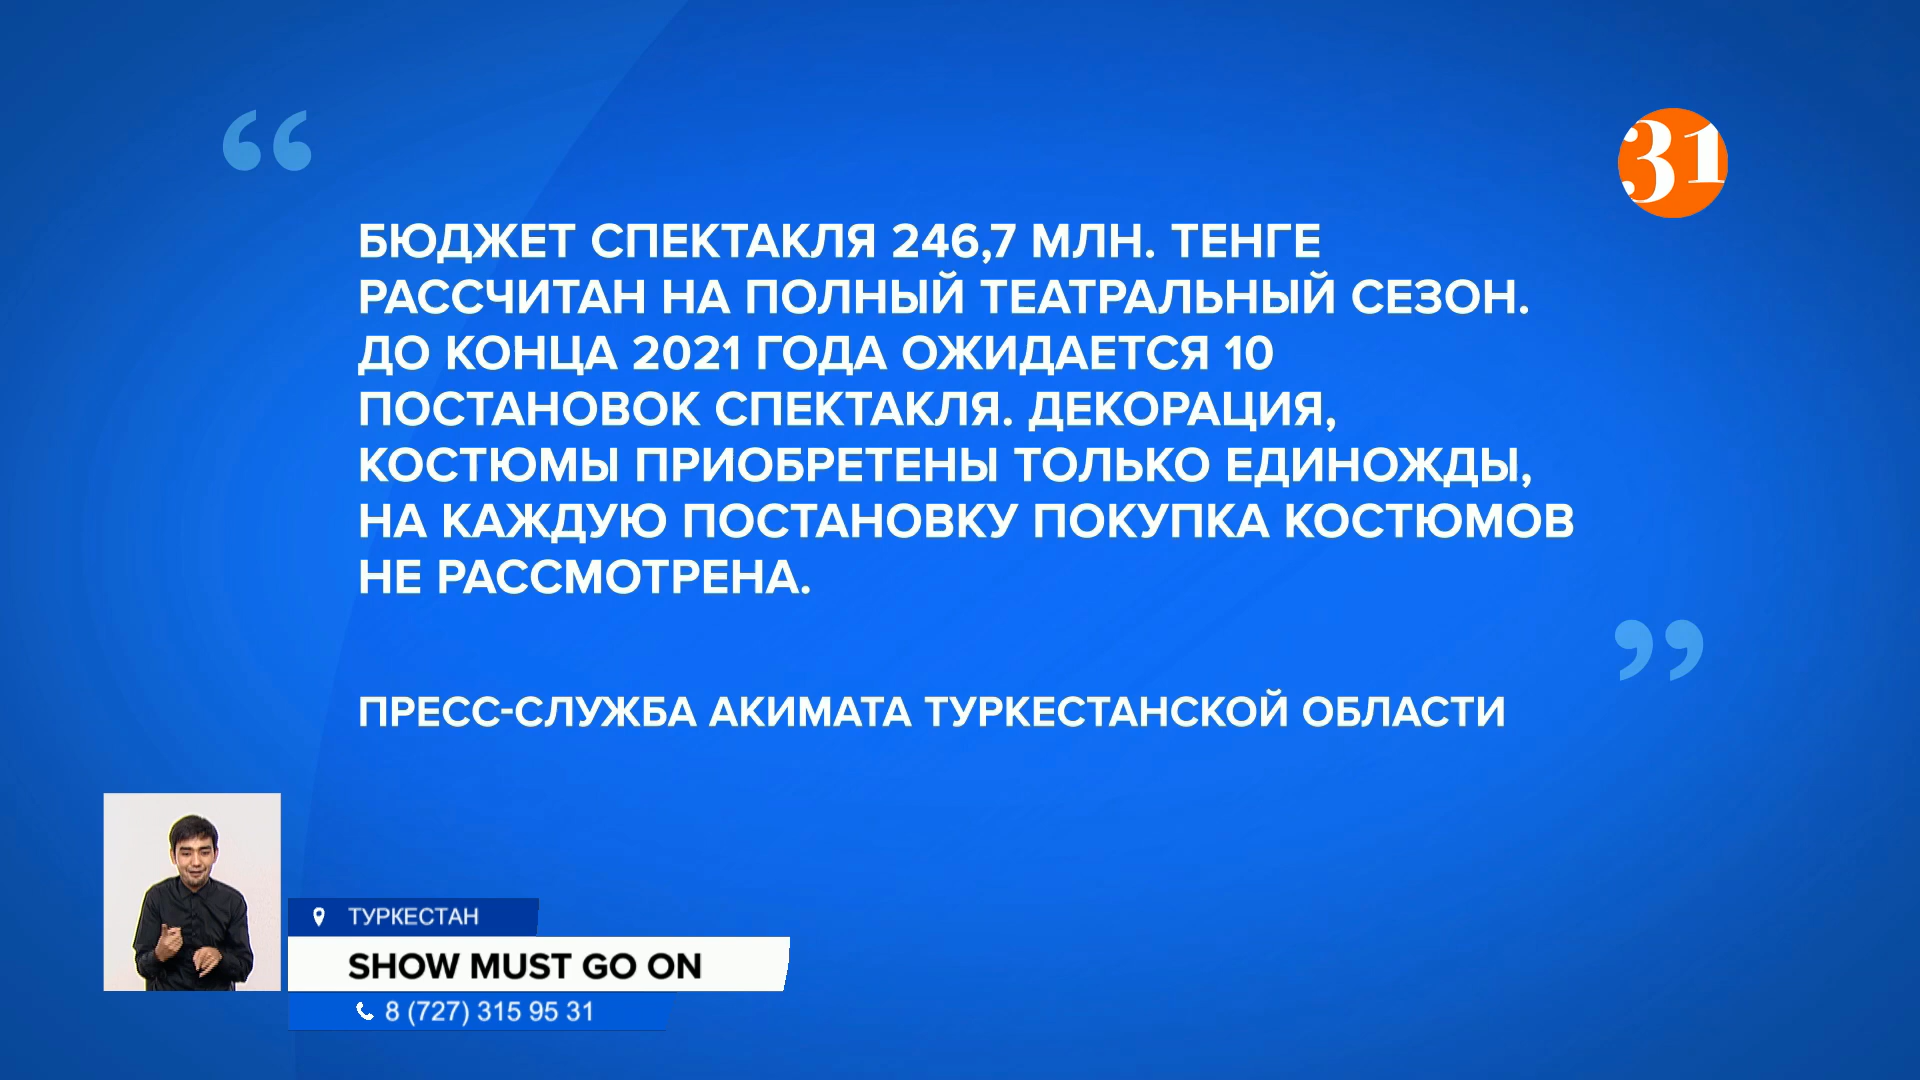 31
БЮДЖЕТ СПЕКТАКЛЯ 246,7 МЛН. ТЕНГЕ
РАССЧИТАН НА ПОЛНЫЙ ТЕАТРАЛЬНЫЙ СЕЗОН.
ДО КОНЦА 2021 ГОДА ОЖИДАЕТСЯ 10
ПОСТАНОВОК СПЕКТАКЛЯ. ДЕКОРАЦИЯ,
КОСТЮМЫ ПРИОБРЕТЕНЫ ТОЛЬКО ЕДИНОЖДЫ,
НА КАЖДУЮ ПОСТАНОВКУ ПОКУПКА КОСТЮМОВ
НЕ РАССМОТРЕНА.
ПРЕСС-СЛУЖБА АКИМАТА ТУРКЕСТАНСКОЙ ОБЛАСТИ
ТУРКЕСТАН
SHOW MUST GO ON
8 (727) 315 95 31